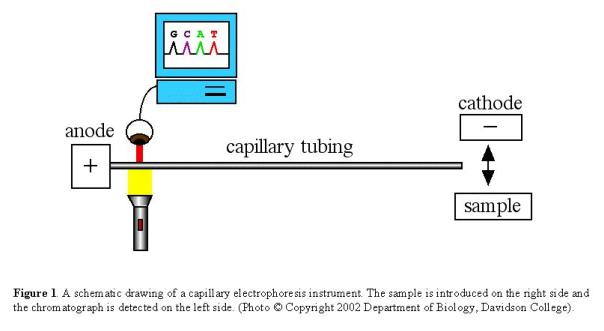 G C A T
cathode
−
anode
+
capillary tubing
sample
Figure 1. A schematic drawing of a capillary electrophoresis instrument. The sample is introduced on the right side and
the chromatograph is detected on the left side. (Photo © Copyright 2002 Department of Biology, Davidson College).